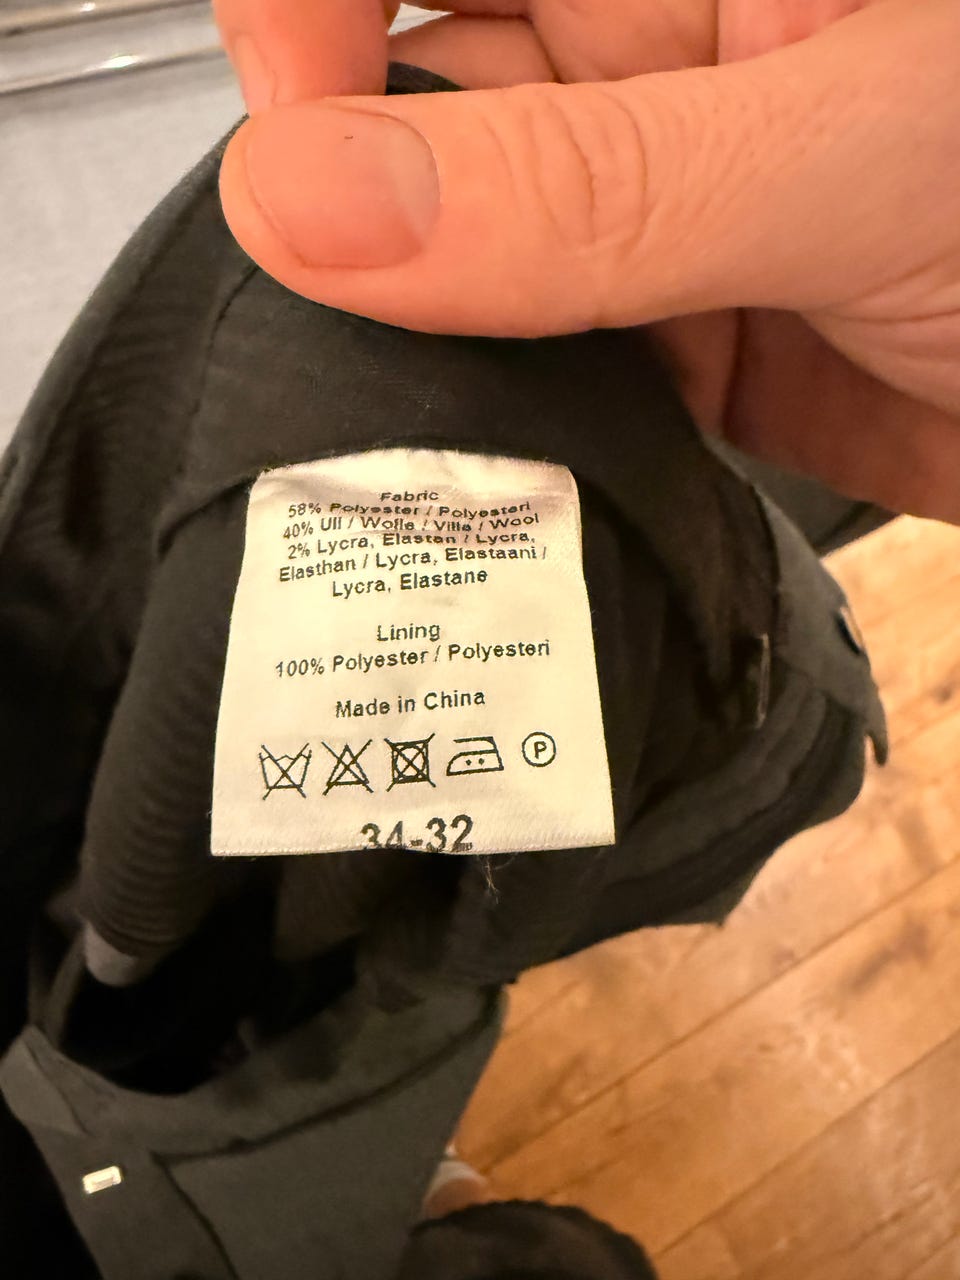 Fabric
58% Polyester / Polyesteri
40% Ull / Wolle / Villa / Wool
2% Lycra, Elastan / Lycra,
Elasthan / Lycra, Elastaani /
Lycra, Elastane
Lining
100% Polyester / Polyesteri
Made in China
P
34-32